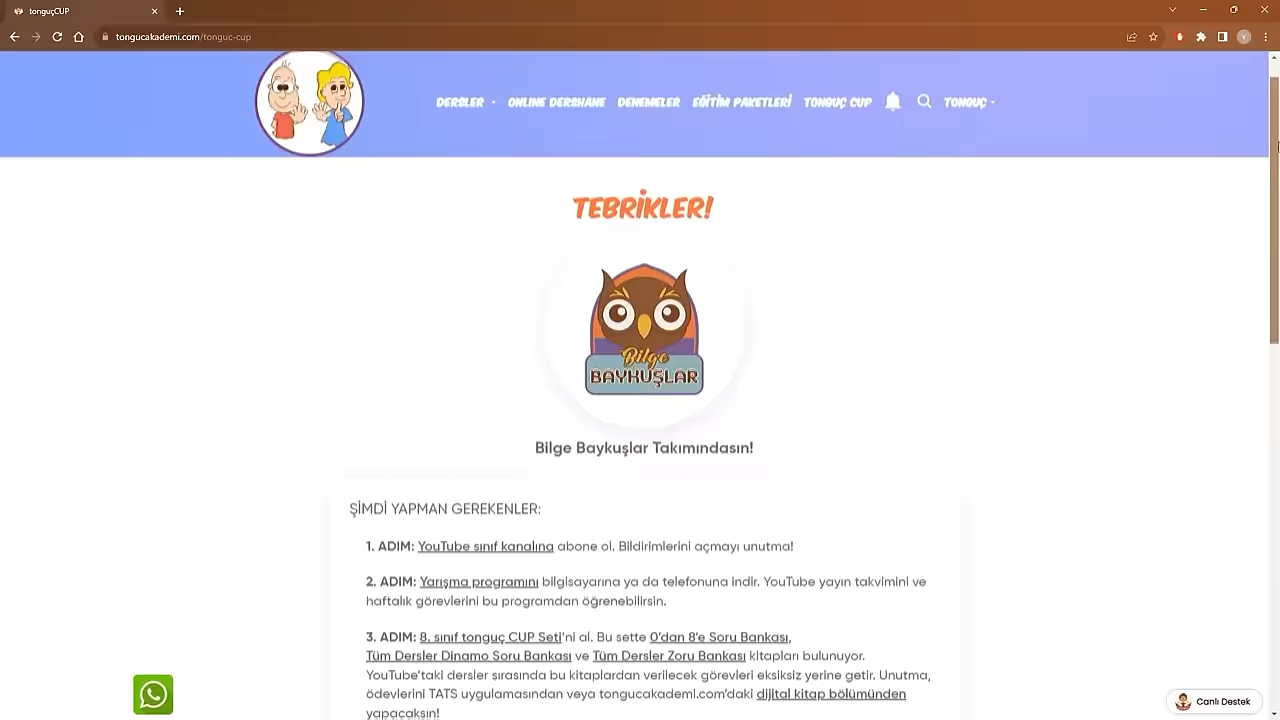 tonguçCUP
tongucakademi.com/tonguc-cup
DERSLER ONLINE DERSHANE DENEMELER EĞİTİM PAKETLERİ TONGUÇ CUP TONGUÇ
TEBRİKLER!
Bilge
BAYKUŞLAR
Bilge Baykuşlar Takımındasın!
ŞİMDİ YAPMAN GEREKENLER:
1. ADIM: YouTube sınıf kanalına abone ol. Bildirimlerini açmayı unutma!
2. ADIM: Yarışma programını bilgisayarına ya da telefonuna indir. YouTube yayın takvimini ve
haftalık görevlerini bu programdan öğrenebilirsin.
3. ADIM: 8. sınıf tonguç CUP Seti'ni al. Bu sette 0'dan 8'e Soru Bankası,
Tüm Dersler Dinamo Soru Bankası ve Tüm Dersler Zoru Bankası kitapları bulunuyor.
YouTube'taki dersler sırasında bu kitaplardan verilecek görevleri eksiksiz yerine getir. Unutma,
ödevlerini TATS uygulamasından veya tongucakademi.com'daki dijital kitap bölümünden
yapacaksın!
Canlı Destek